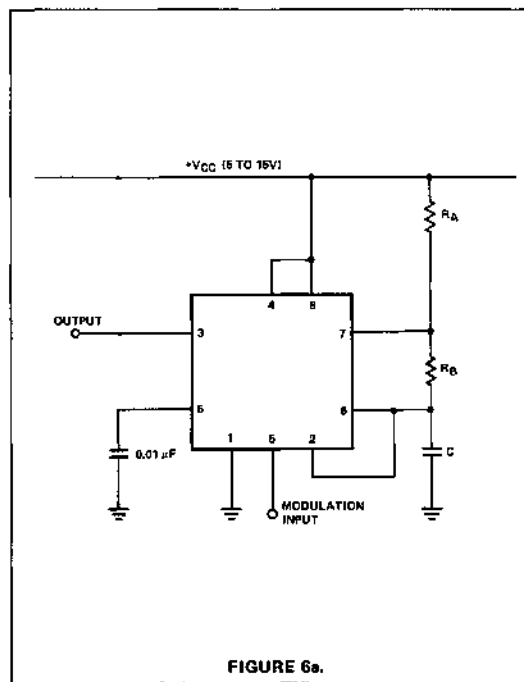 +VCC (5 TO 15V)
RA
4 8
OUTPUT
3
7
RB
5
6
0.01 μF
1 5 2
C
MODULATION
INPUT
FIGURE 6a.